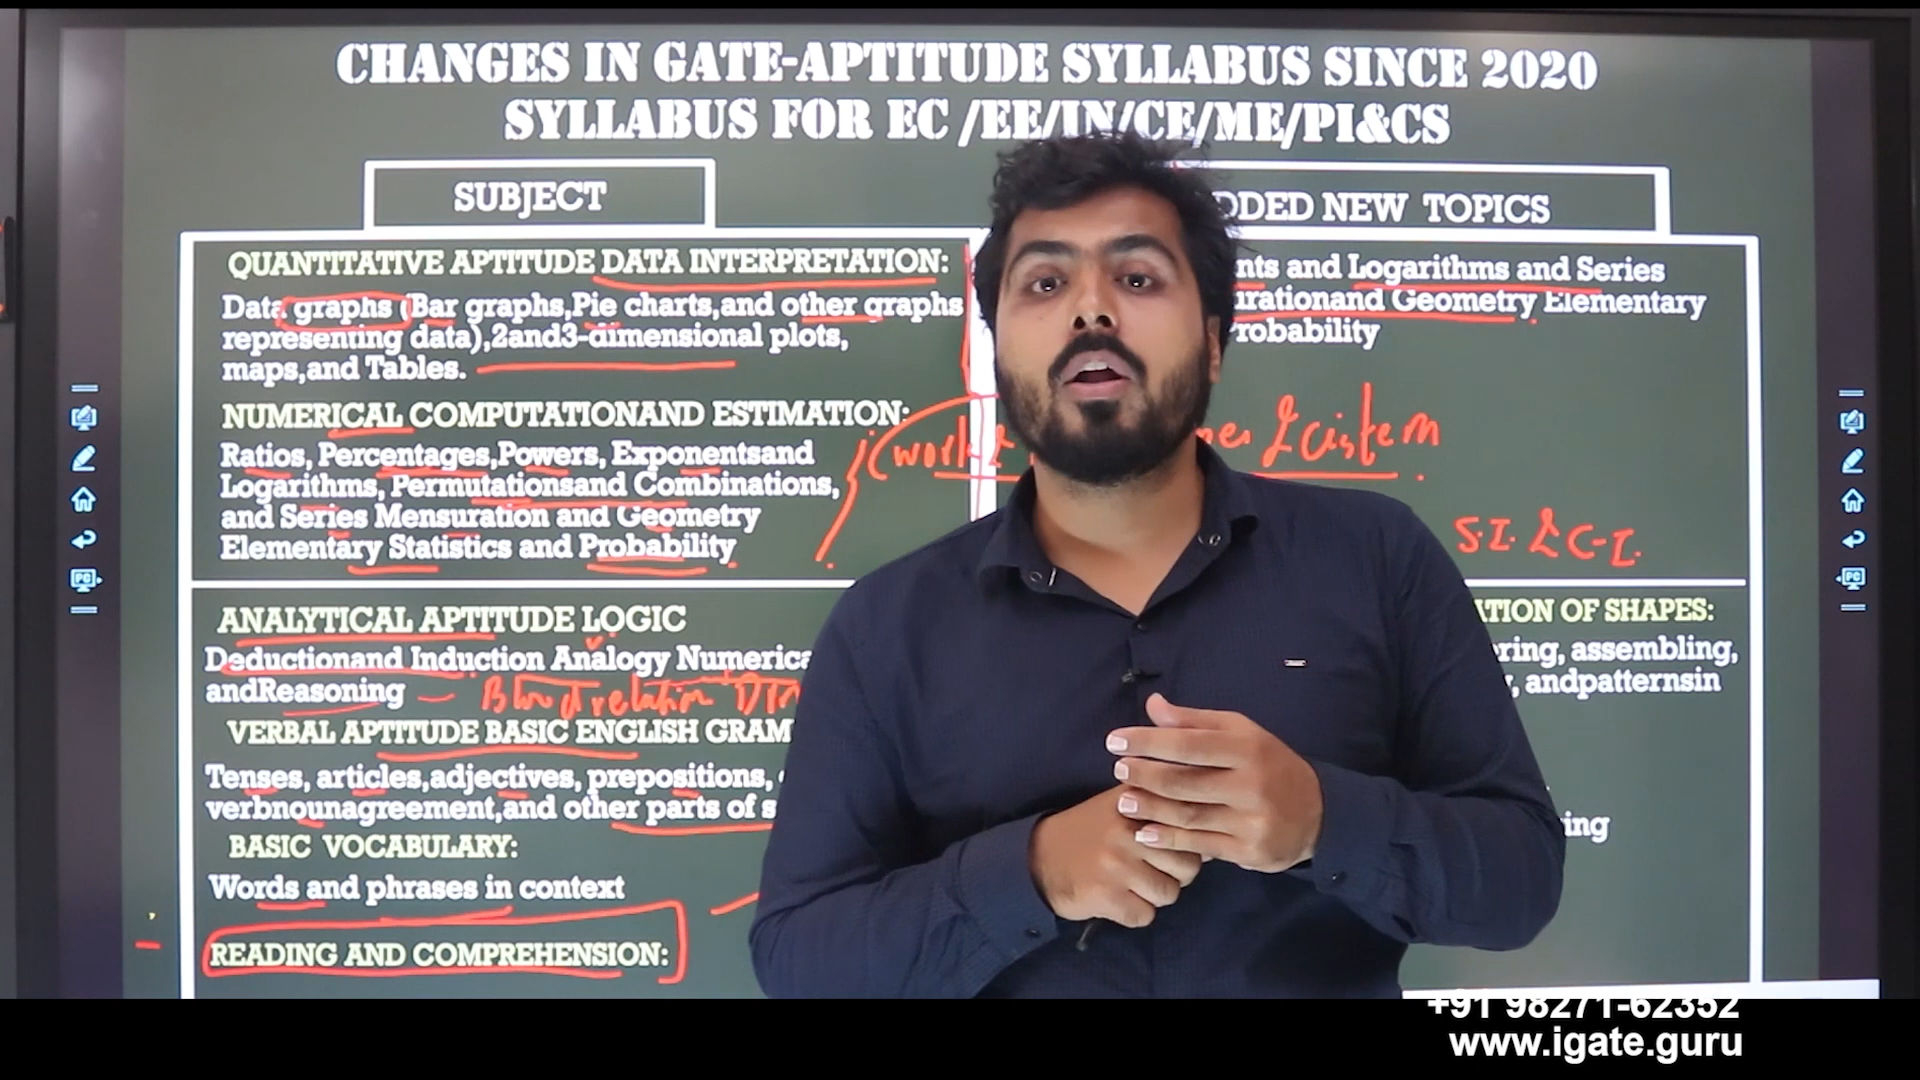 CHANGES IN GATE-APTITUDE SYLLABUS SINCE 2020
SYLLABUS FOR EC /EE/IN/CE/ME/PI&CS
SUBJECT
DDED NEW TOPICS
QUANTITATIVE APTITUDE DATA INTERPRETATION:
Data graphs (Bar graphs,Pie charts,and other graphs
representing data),2and3-dimensional plots,
maps,and Tables.
NUMERICAL COMPUTATIONAND ESTIMATION:
Ratios, Percentages,Powers, Exponentsand
Logarithms, Permutationsand Combinations,
and Series Mensuration and Geometry
Elementary Statistics and Probability
nts and Logarithms and Series
urationand Geometry Elementary
robability
(work &
& cistern
S.I. & C.I.
ANALYTICAL APTITUDE LOGIC
Deductionand Induction Analogy Numerica
andReasoning
Blood relation
VERBAL APTITUDE BASIC ENGLISH GRAM
Tenses, articles,adjectives, prepositions,
verbnounagreement,and other parts of s
BASIC VOCABULARY:
Words and phrases in context
READING AND COMPREHENSION:
ATION OF SHAPES:
ring, assembling,
, andpatternsin
ing
PC
PC
+91 98271-62352
www.igate.guru